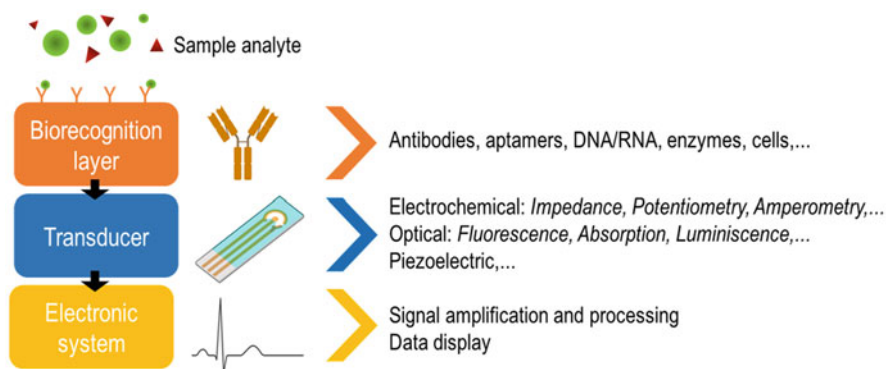 Sample analyte
Biorecognition
layer
Antibodies, aptamers, DNA/RNA, enzymes, cells,...
Transducer
Electrochemical: Impedance, Potentiometry, Amperometry,...
Optical: Fluorescence, Absorption, Luminiscence,...
Piezoelectric,...
Electronic
system
Signal amplification and processing
Data display